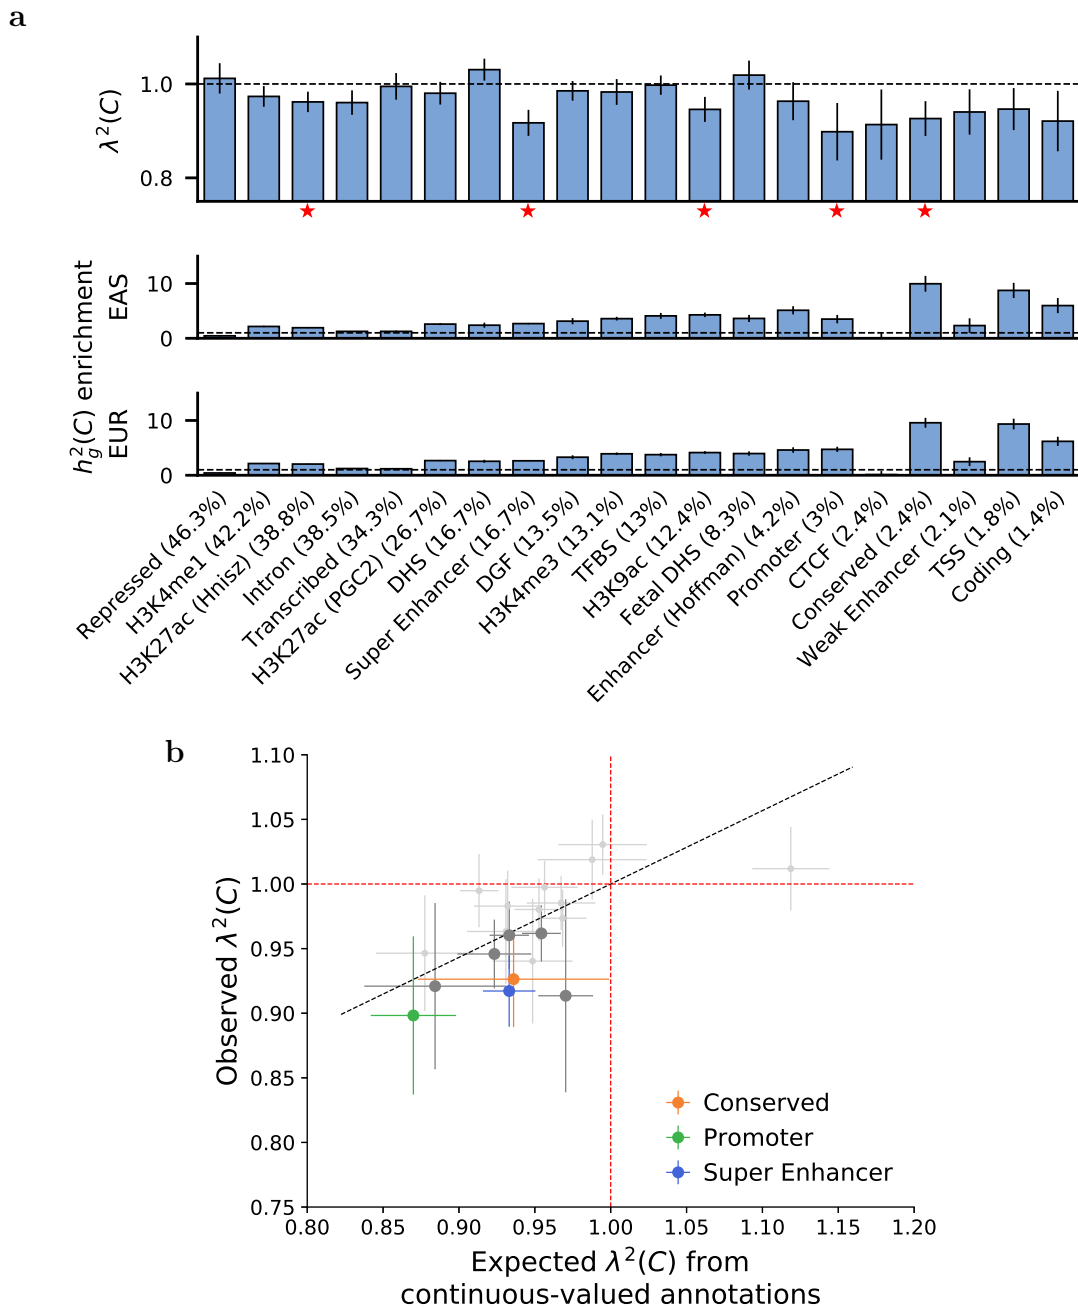 a
λ²(C)
1.0
0.8
h²g(C) enrichment
EAS
10
0
EUR
10
0
Repressed (46.3%)
H3K4me1 (42.2%)
H3K27ac (Hnisz) (38.8%)
Intron (38.5%)
Transcribed (34.3%)
H3K27ac (PGC2) (26.7%)
DHS (16.7%)
Super Enhancer (16.7%)
DGF (13.5%)
H3K4me3 (13.1%)
TFBS (13%)
H3K9ac (12.4%)
Fetal DHS (8.3%)
Enhancer (Hoffman) (4.2%)
Promoter (3%)
CTCF (2.4%)
Conserved (2.4%)
Weak Enhancer (2.1%)
TSS (1.8%)
Coding (1.4%)
b
Observed λ²(C)
1.10
1.05
1.00
0.95
0.90
0.85
0.80
0.75
Conserved
Promoter
Super Enhancer
0.80 0.85 0.90 0.95 1.00 1.05 1.10 1.15 1.20
Expected λ²(C) from
continuous-valued annotations